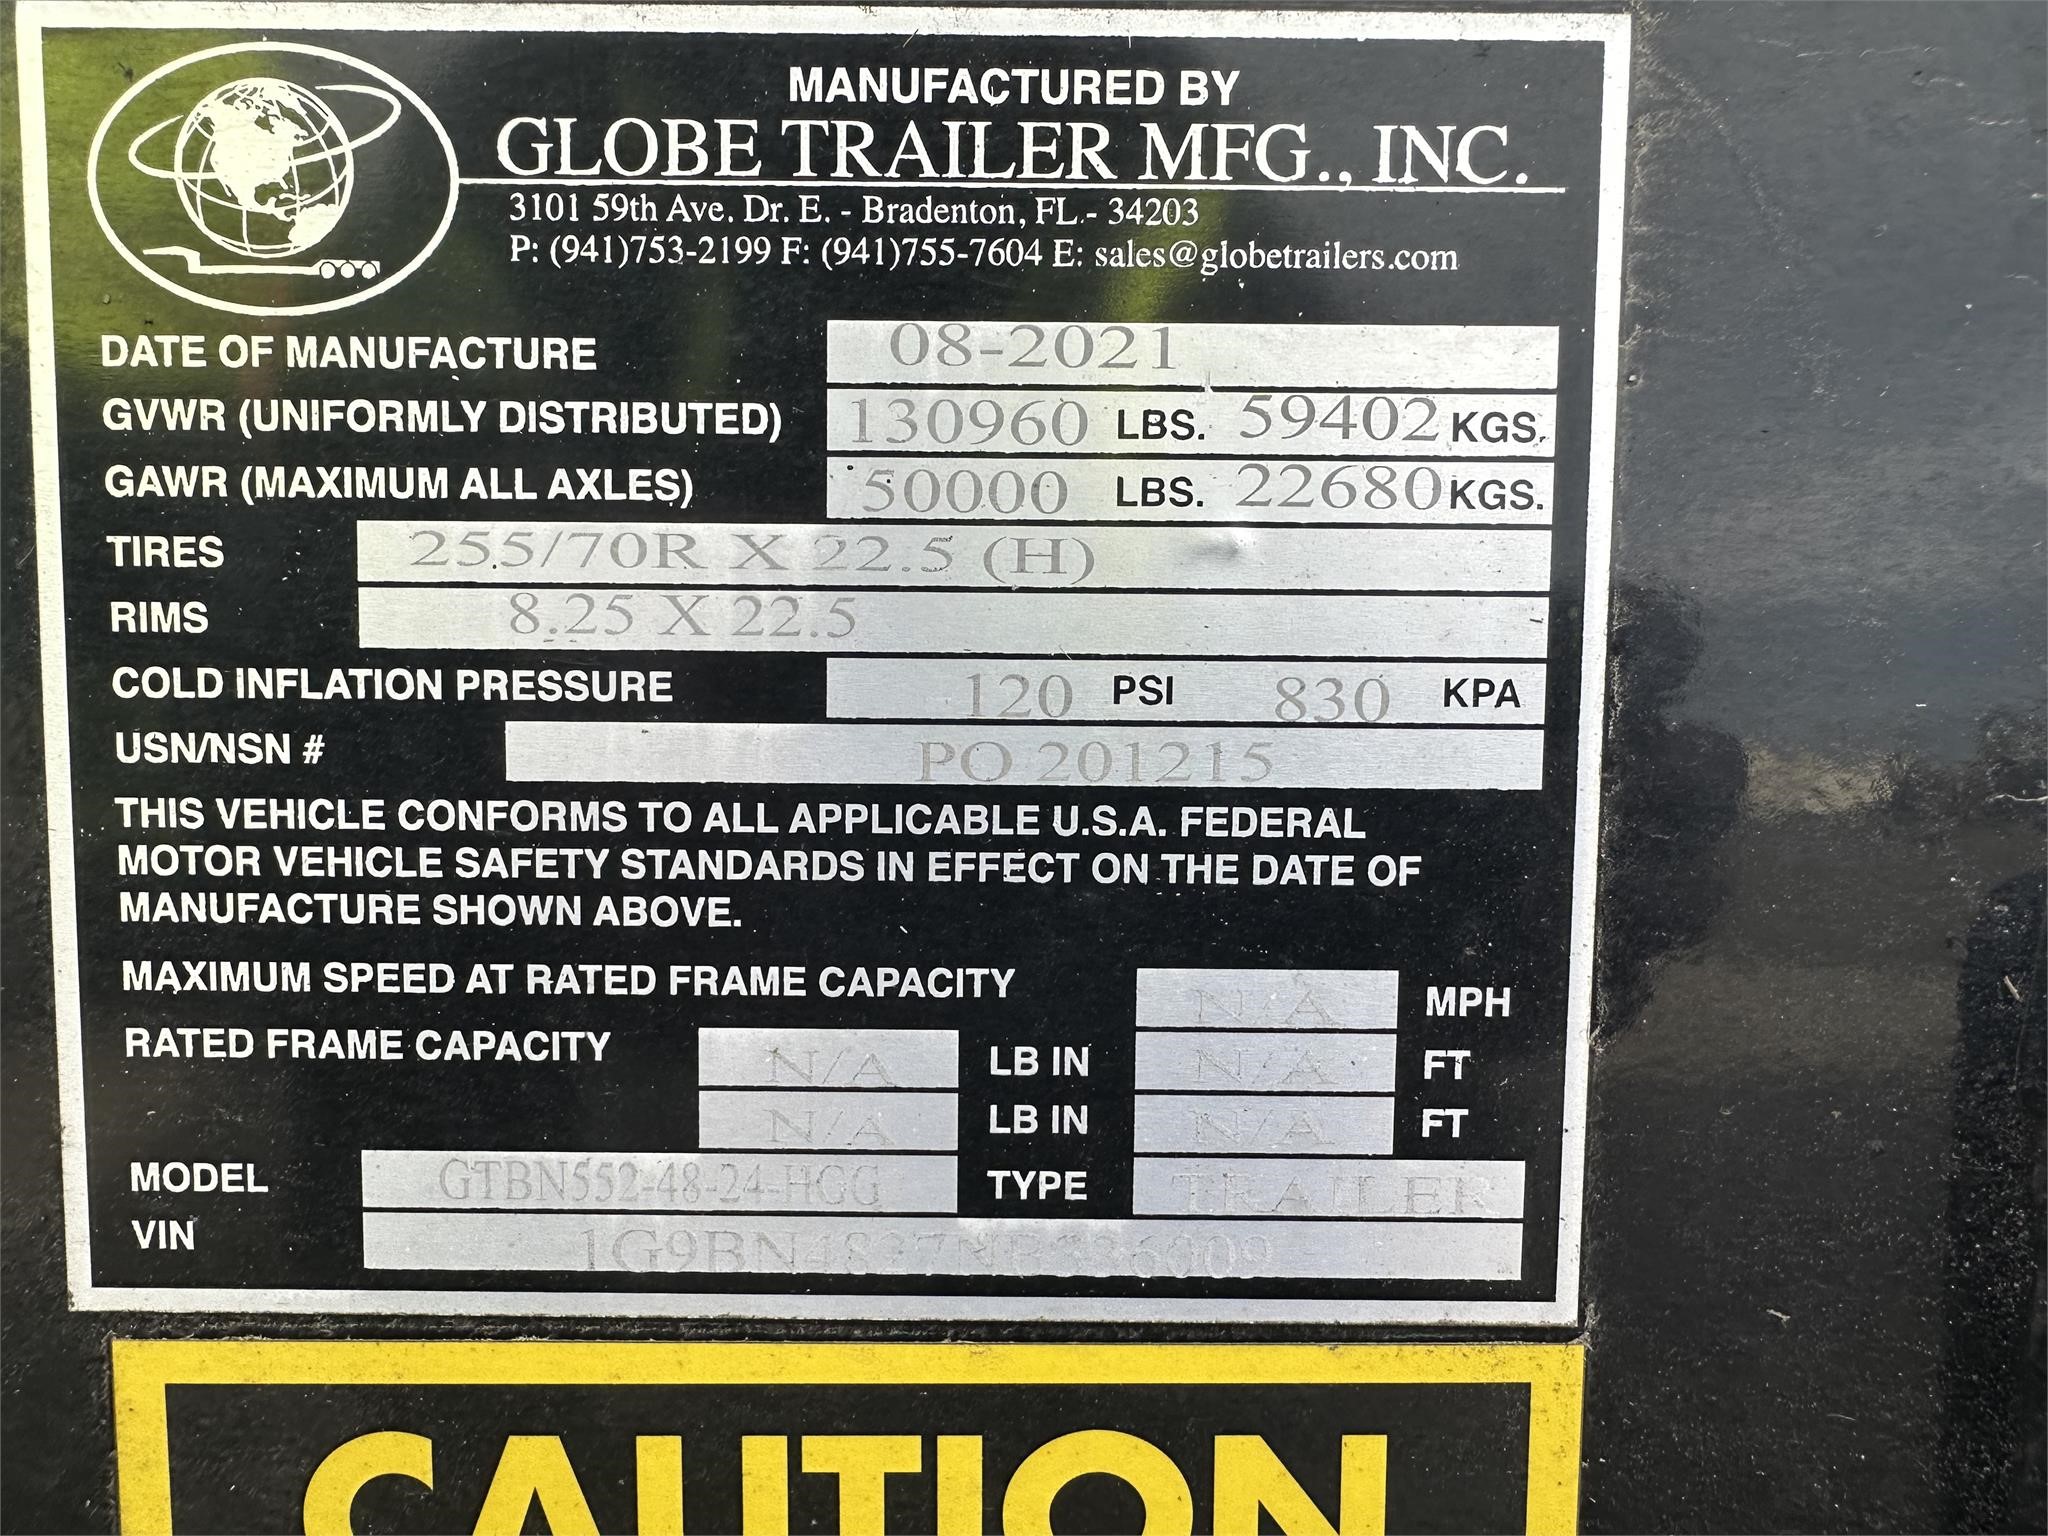 MANUFACTURED BY
GLOBE TRAILER MFG., INC.
3101 59th Ave. Dr. E. - Bradenton, FL - 34203
P: (941)753-2199 F: (941)755-7604 E: sales@globetrailers.com
DATE OF MANUFACTURE 08-2021
GVWR (UNIFORMLY DISTRIBUTED) 130960 LBS. 59402 KGS.
GAWR (MAXIMUM ALL AXLES) 50000 LBS. 22680 KGS.
TIRES 255/70R X 22.5 (H)
RIMS 8.25 X 22.5
COLD INFLATION PRESSURE 120 PSI 830 KPA
USN/NSN # PO 201215
THIS VEHICLE CONFORMS TO ALL APPLICABLE U.S.A. FEDERAL
MOTOR VEHICLE SAFETY STANDARDS IN EFFECT ON THE DATE OF
MANUFACTURE SHOWN ABOVE.
MAXIMUM SPEED AT RATED FRAME CAPACITY N/A MPH
RATED FRAME CAPACITY N/A LB IN N/A FT
N/A LB IN N/A FT
MODEL GTBN552-48-24-HGG TYPE TRAILER
VIN
CAUTION